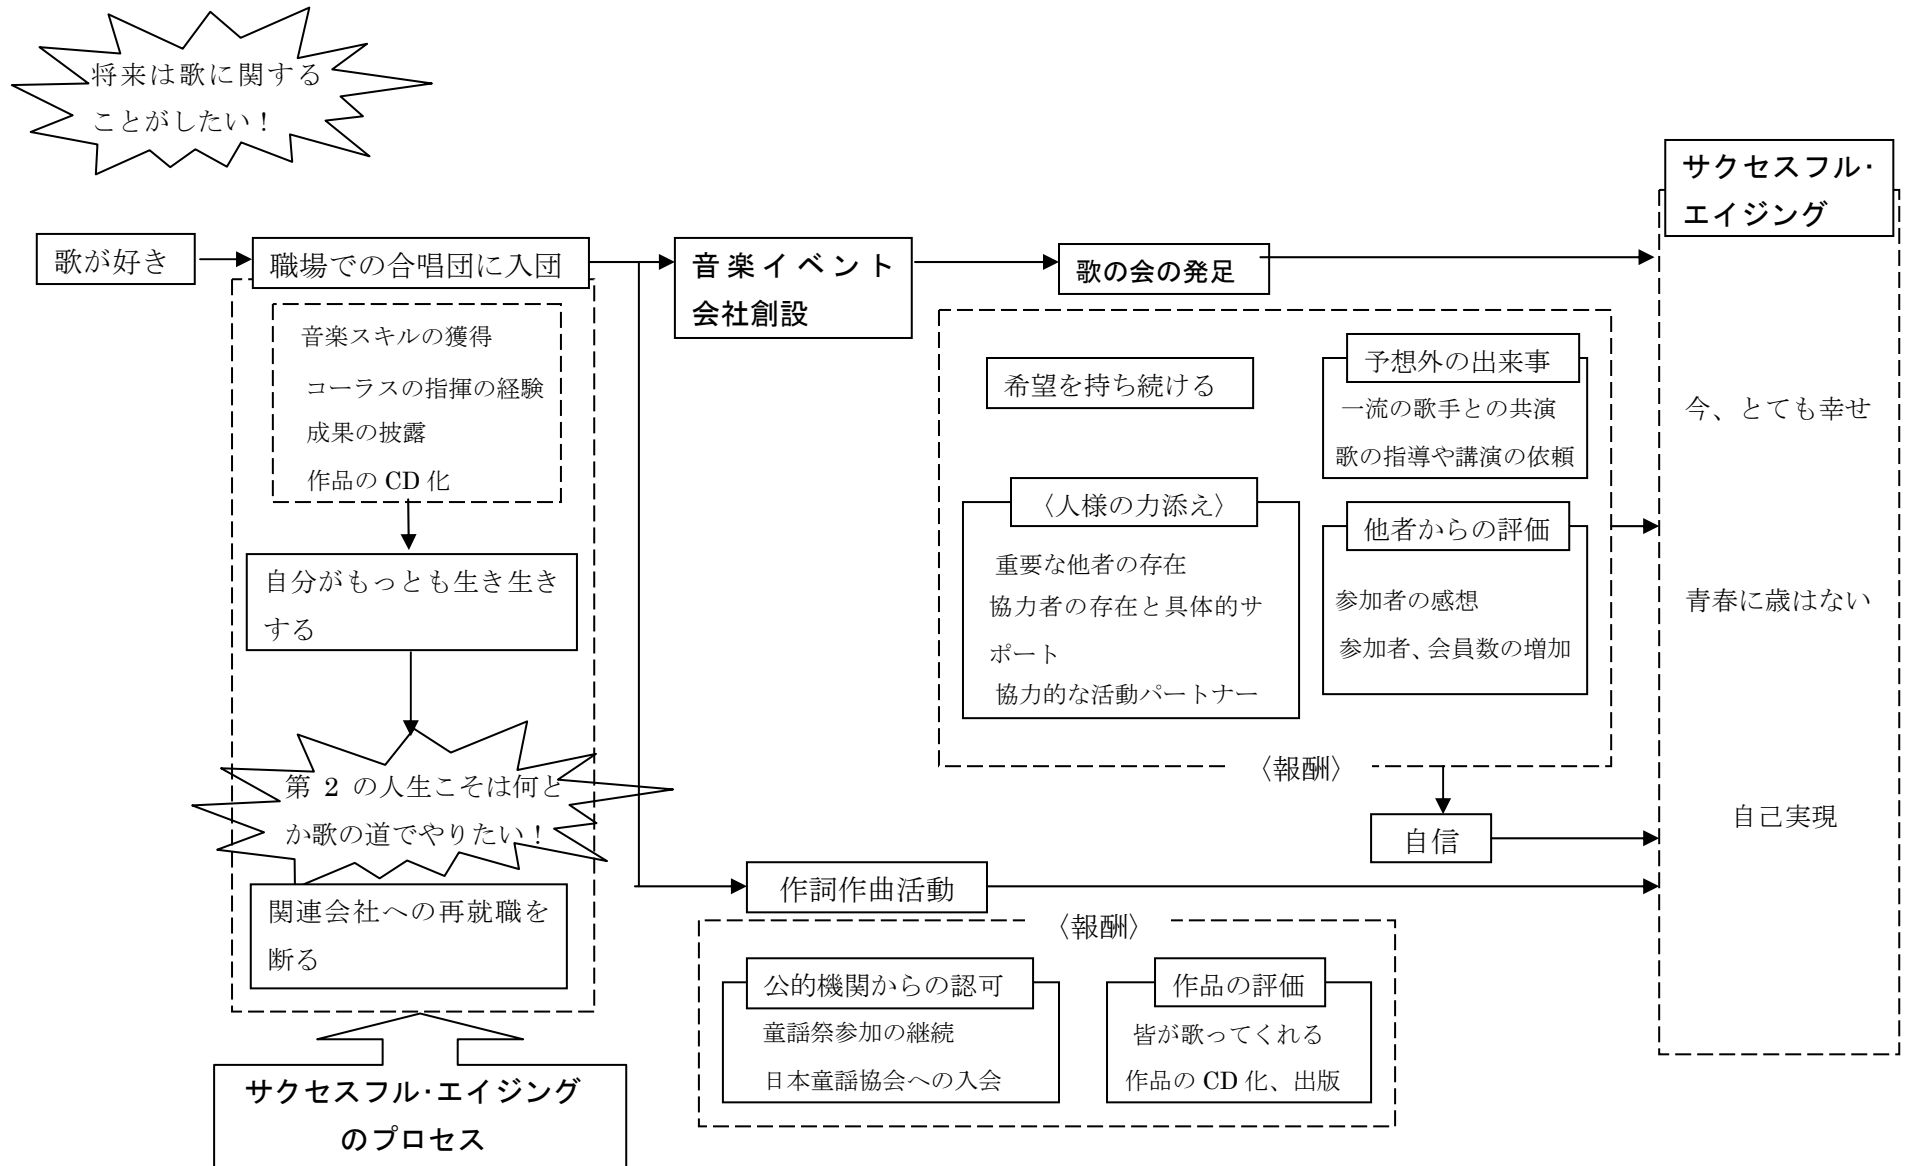 将来は歌に関する
ことがしたい！
歌が好き
職場での合唱団に入団
音楽スキルの獲得
コーラスの指揮の経験
成果の披露
作品の CD 化
自分がもっとも生き生き
する
第 2 の人生こそは何と
か歌の道でやりたい！
関連会社への再就職を
断る
サクセスフル・エイジング
のプロセス
音楽イベント
会社創設
歌の会の発足
希望を持ち続ける
〈人様の力添え〉
重要な他者の存在
協力者の存在と具体的サ
ポート
協力的な活動パートナー
予想外の出来事
一流の歌手との共演
歌の指導や講演の依頼
他者からの評価
参加者の感想
参加者、会員数の増加
〈報酬〉
自信
作詞作曲活動
〈報酬〉
公的機関からの認可
童謡祭参加の継続
日本童謡協会への入会
作品の評価
皆が歌ってくれる
作品の CD 化、出版
サクセスフル・
エイジング
今、とても幸せ
青春に歳はない
自己実現